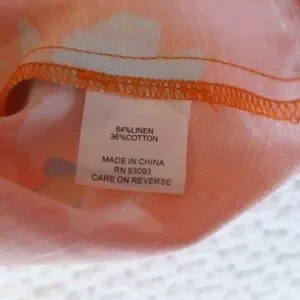 64%LINEN
36%COTTON
MADE IN CHINA
RN 93093
CARE ON REVERSE